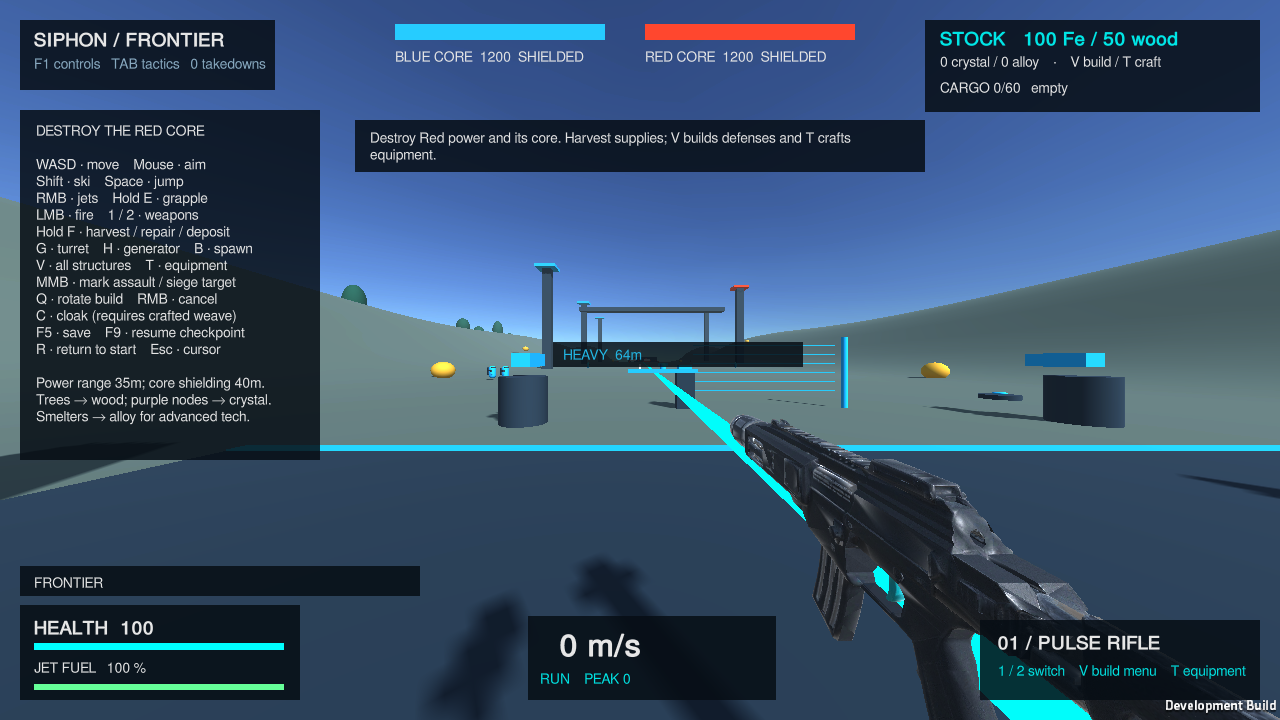 SIPHON / FRONTIER
F1 controls   TAB tactics   0 takedowns
BLUE CORE  1200  SHIELDED
RED CORE  1200  SHIELDED
STOCK   100 Fe / 50 wood
0 crystal / 0 alloy   ·   V build / T craft
CARGO 0/60   empty
DESTROY THE RED CORE
WASD · move   Mouse · aim
Shift · ski   Space · jump
RMB · jets   Hold E · grapple
LMB · fire   1 / 2 · weapons
Hold F · harvest / repair / deposit
G · turret   H · generator   B · spawn
V · all structures   T · equipment
MMB · mark assault / siege target
Q · rotate build   RMB · cancel
C · cloak (requires crafted weave)
F5 · save   F9 · resume checkpoint
R · return to start   Esc · cursor
Power range 35m; core shielding 40m.
Trees → wood; purple nodes → crystal.
Smelters → alloy for advanced tech.
Destroy Red power and its core. Harvest supplies; V builds defenses and T crafts
equipment.
HEAVY  64m
FRONTIER
HEALTH  100
JET FUEL   100 %
0 m/s
RUN   PEAK 0
01 / PULSE RIFLE
1 / 2 switch   V build menu   T equipment
Development Build